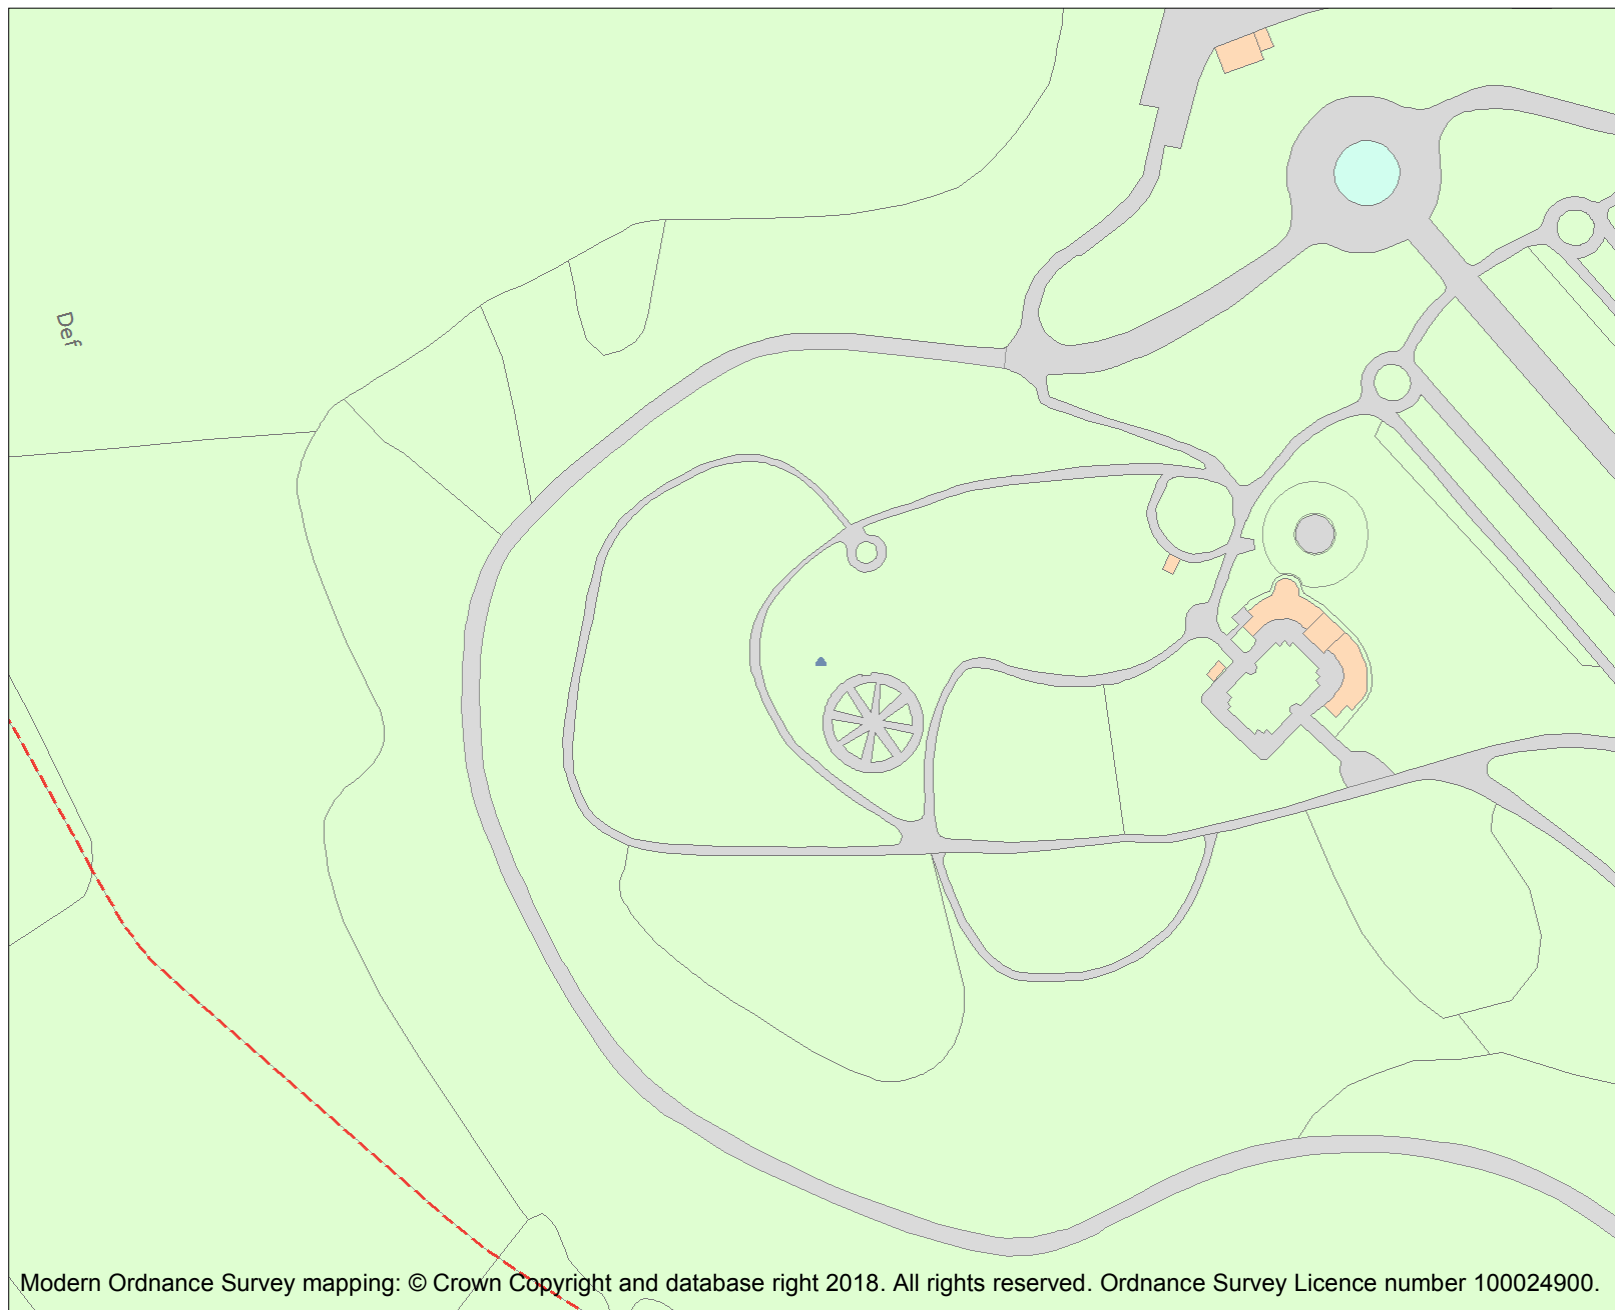 Def
Modern Ordnance Survey mapping: © Crown Copyright and database right 2018. All rights reserved. Ordnance Survey Licence number 100024900.